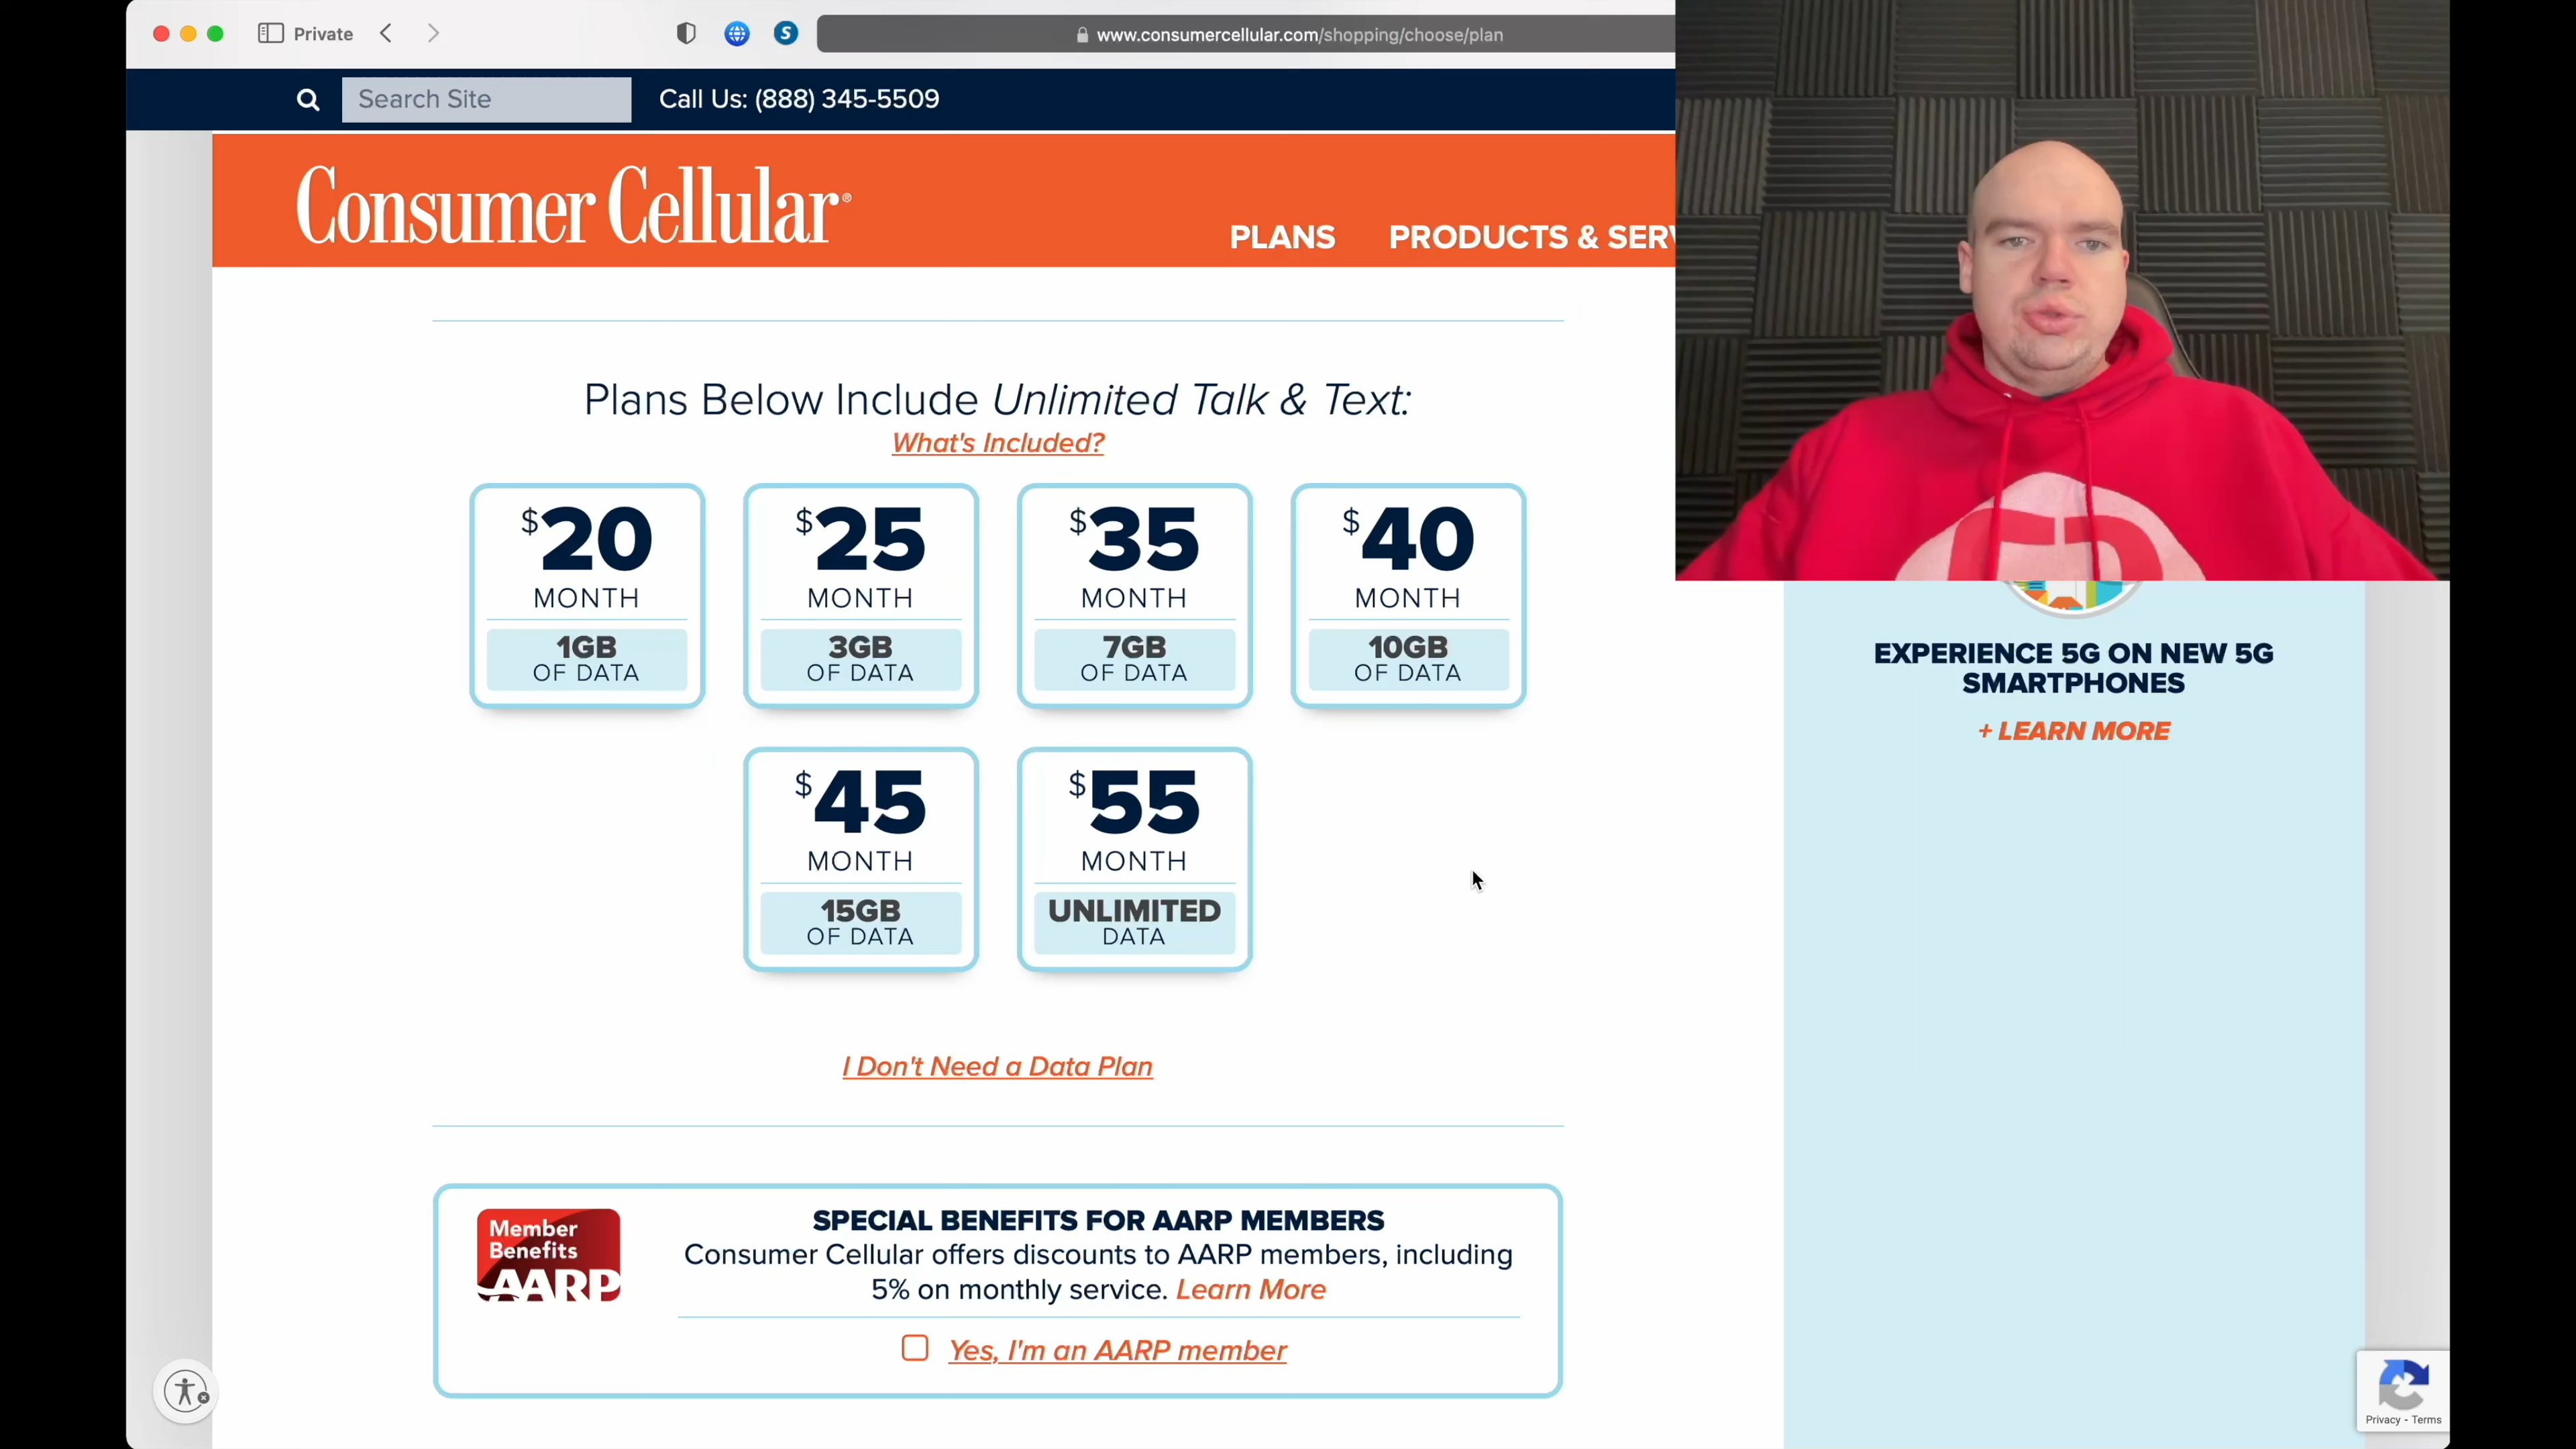 Private
www.consumercellular.com/shopping/choose/plan
Search Site
Call Us: (888) 345-5509
Consumer Cellular®
PLANS
PRODUCTS & SERV
Plans Below Include Unlimited Talk & Text:
What's Included?
$20
MONTH
1GB
OF DATA
$25
MONTH
3GB
OF DATA
$35
MONTH
7GB
OF DATA
$40
MONTH
10GB
OF DATA
$45
MONTH
15GB
OF DATA
$55
MONTH
UNLIMITED
DATA
I Don't Need a Data Plan
EXPERIENCE 5G ON NEW 5G
SMARTPHONES
+ LEARN MORE
Member
Benefits
AARP
SPECIAL BENEFITS FOR AARP MEMBERS
Consumer Cellular offers discounts to AARP members, including
5% on monthly service. Learn More
Yes, I'm an AARP member
Privacy - Terms